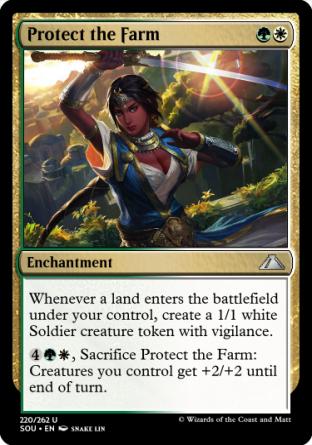 Protect the Farm
Enchantment
Whenever a land enters the battlefield
under your control, create a 1/1 white
Soldier creature token with vigilance.
4, Sacrifice Protect the Farm:
Creatures you control get +2/+2 until
end of turn.
220/262 U
SOU • EN SNAKE LIN
© Wizards of the Coast and Matt